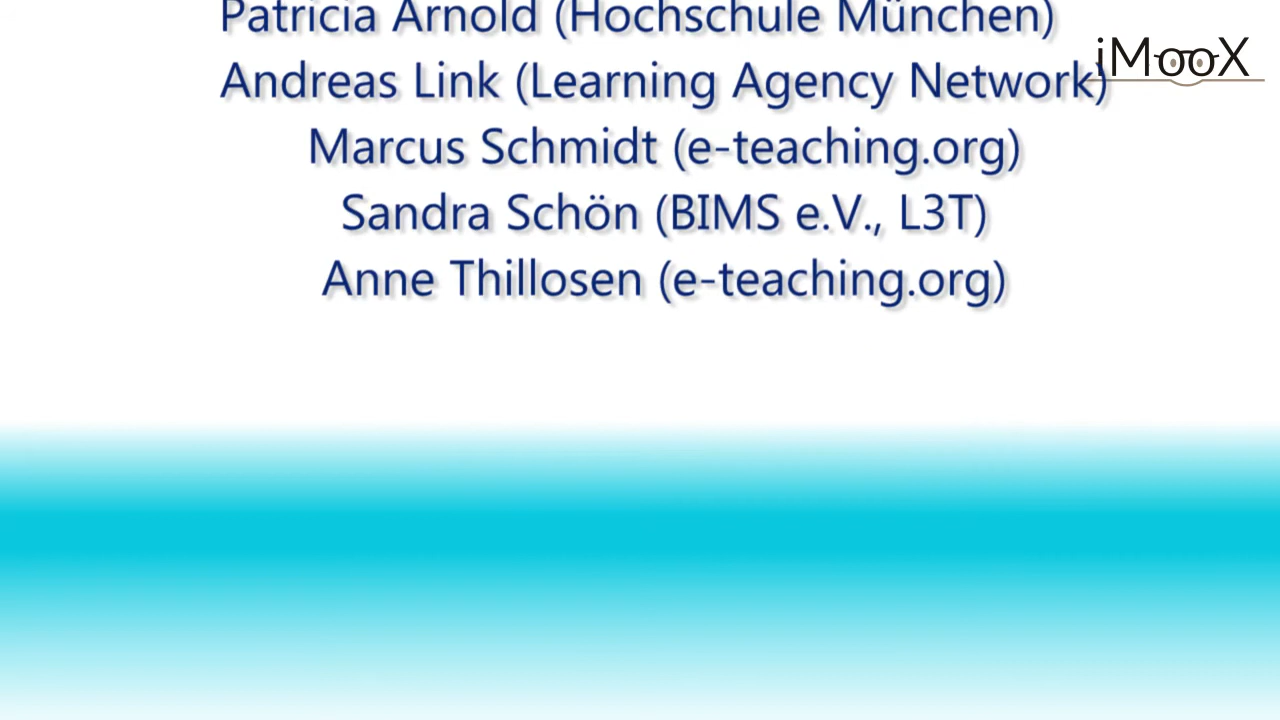 Patricia Arnold (Hochschule München)
iMooX
Andreas Link (Learning Agency Network)
Marcus Schmidt (e-teaching.org)
Sandra Schön (BIMS e.V., L3T)
Anne Thillosen (e-teaching.org)